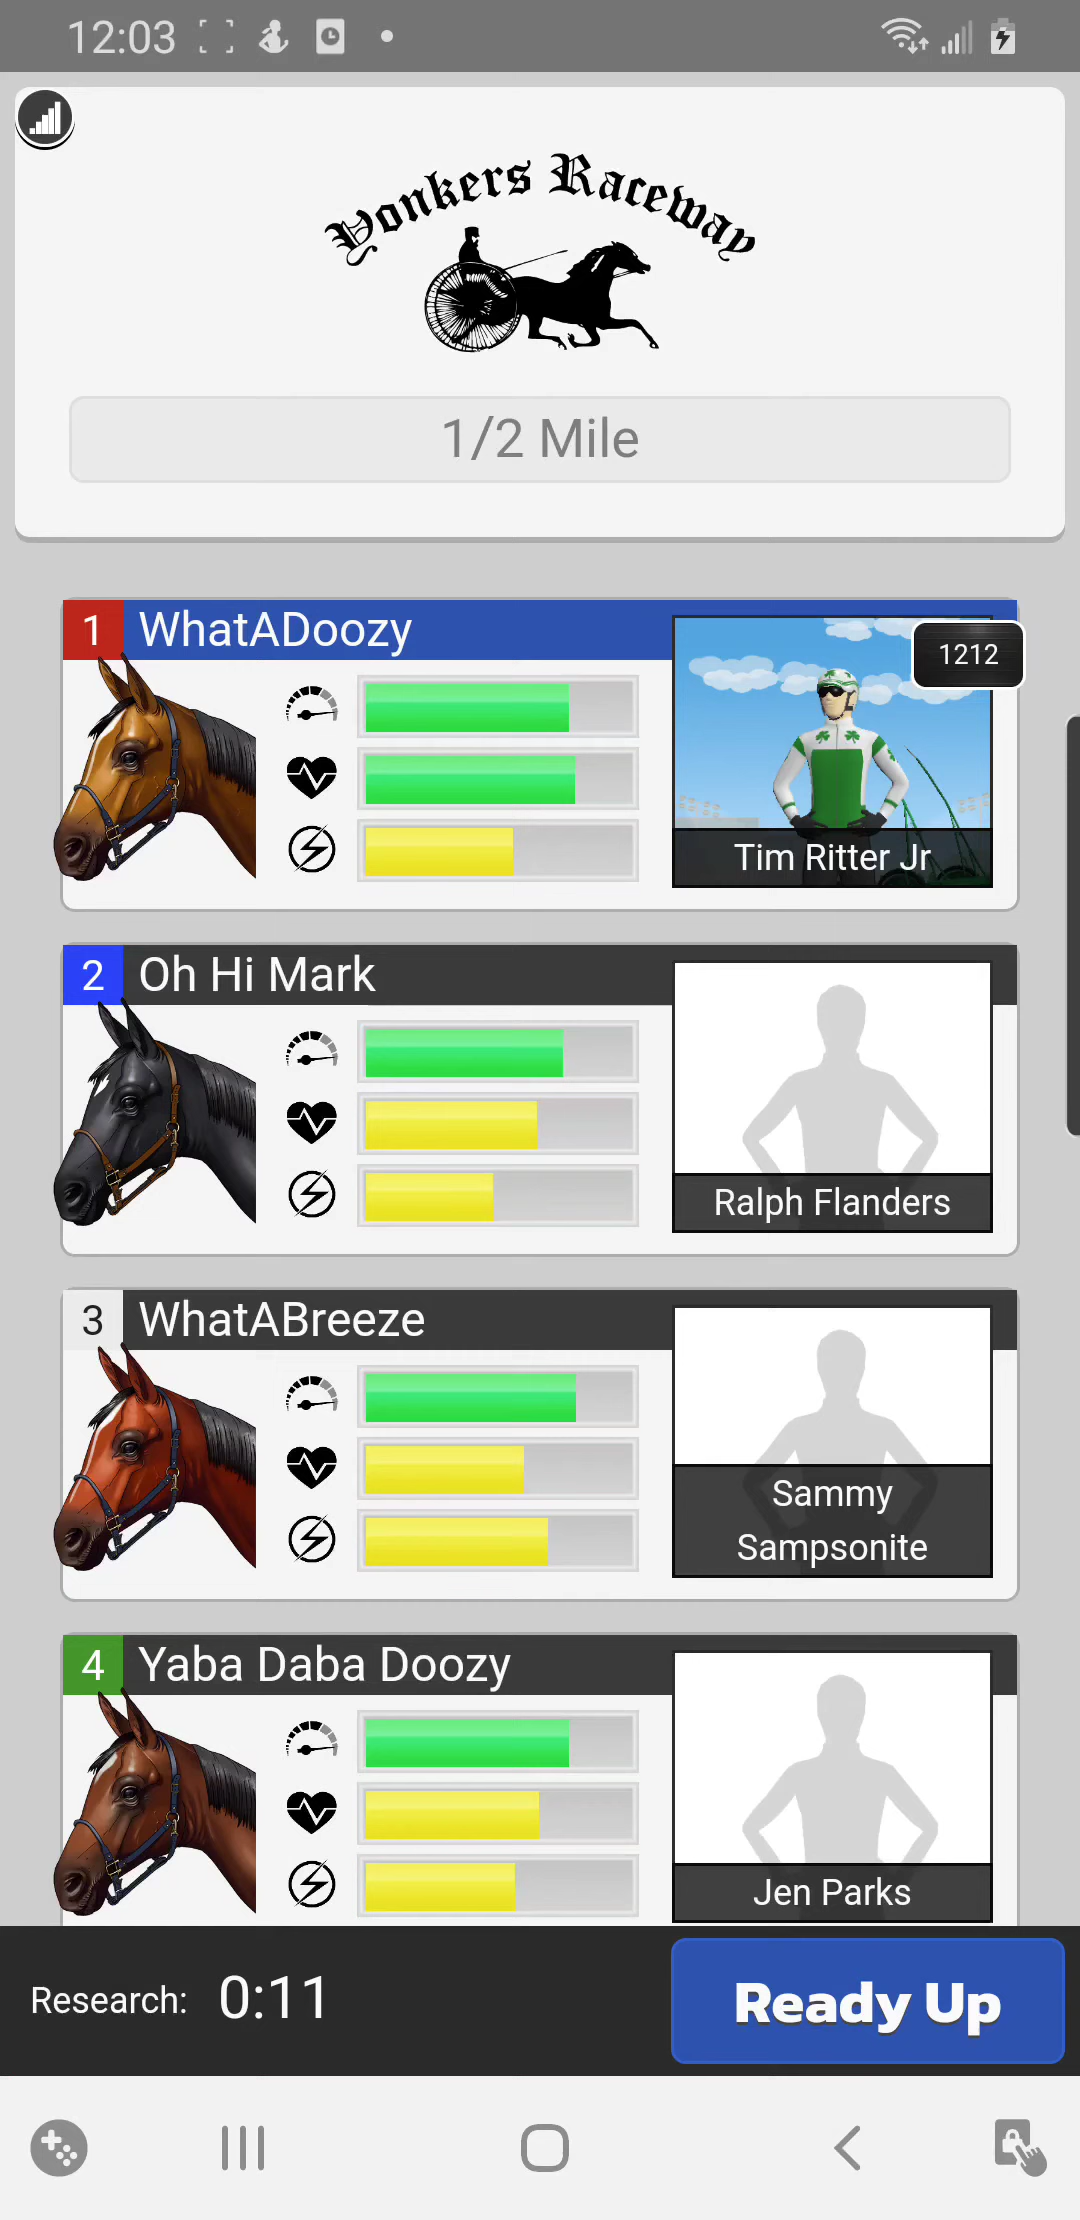 12:03
Yonkers Raceway
1/2 Mile
1 WhatADoozy
1212
Tim Ritter Jr
2 Oh Hi Mark
Ralph Flanders
3 WhatABreeze
Sammy
Sampsonite
4 Yaba Daba Doozy
Jen Parks
Research: 0:11
Ready Up